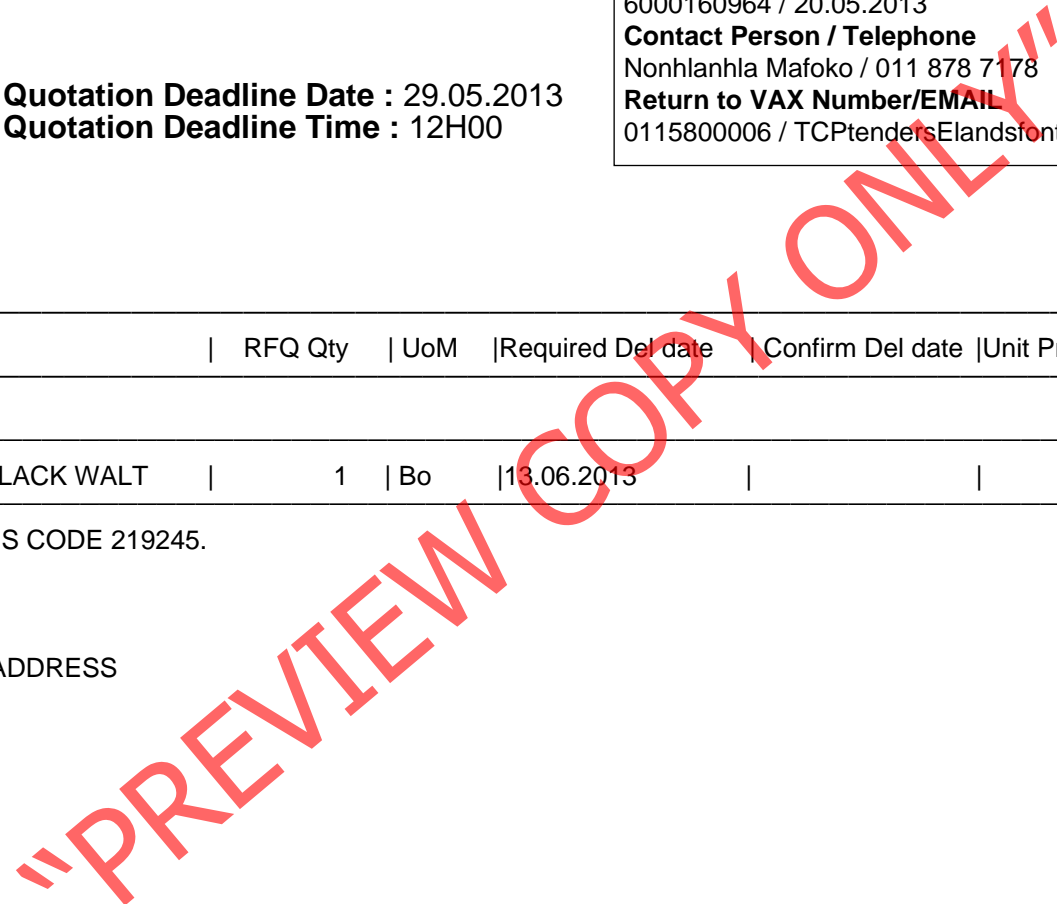 6000160964 / 20.05.2013
Contact Person / Telephone
Nonhlanhla Mafoko / 011 878 7178
Quotation Deadline Date : 29.05.2013
Return to VAX Number/EMAIL
Quotation Deadline Time : 12H00
0115800006 / TCPtendersElandsfont
| RFQ Qty | UoM |Required Del date | Confirm Del date |Unit Pr
LACK WALT | 1 | Bo |13.06.2013 | |
S CODE 219245.
ADDRESS
"PREVIEW COPY ONLY"